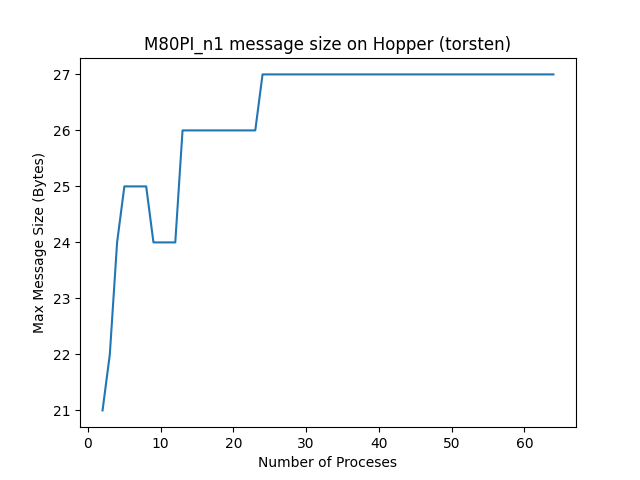 M80PI_n1 message size on Hopper (torsten)
27
26
25
24
23
22
21
Max Message Size (Bytes)
0 10 20 30 40 50 60
Number of Proceses